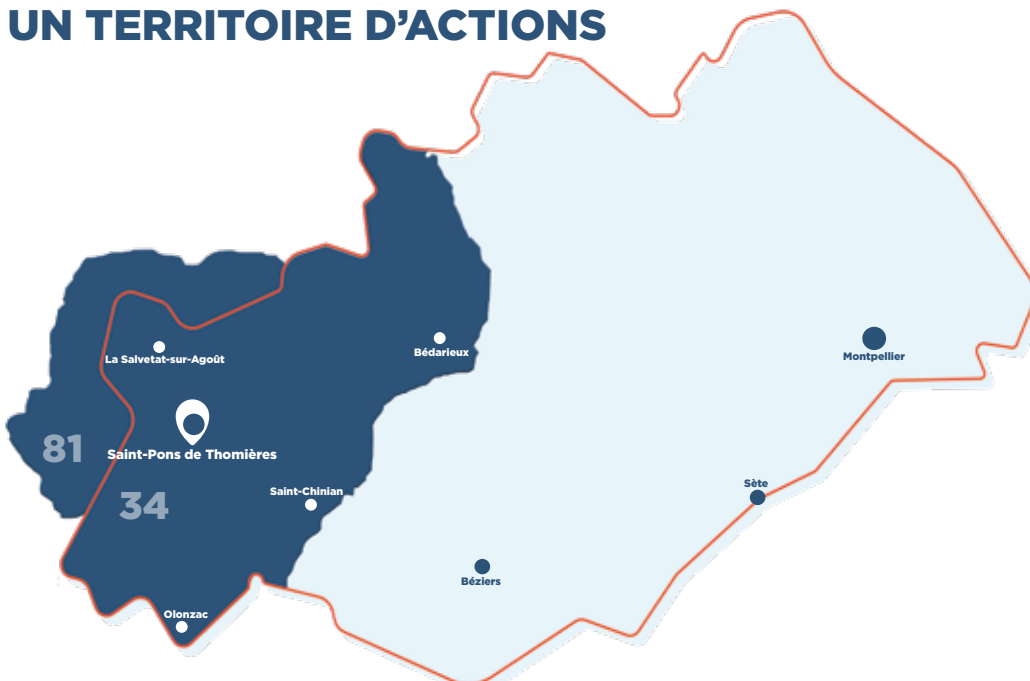 UN TERRITOIRE D’ACTIONS
La Salvetat-sur-Agoût
Bédarieux
Montpellier
81
Saint-Pons de Thomières
34
Saint-Chinian
Sète
Béziers
Olonzac